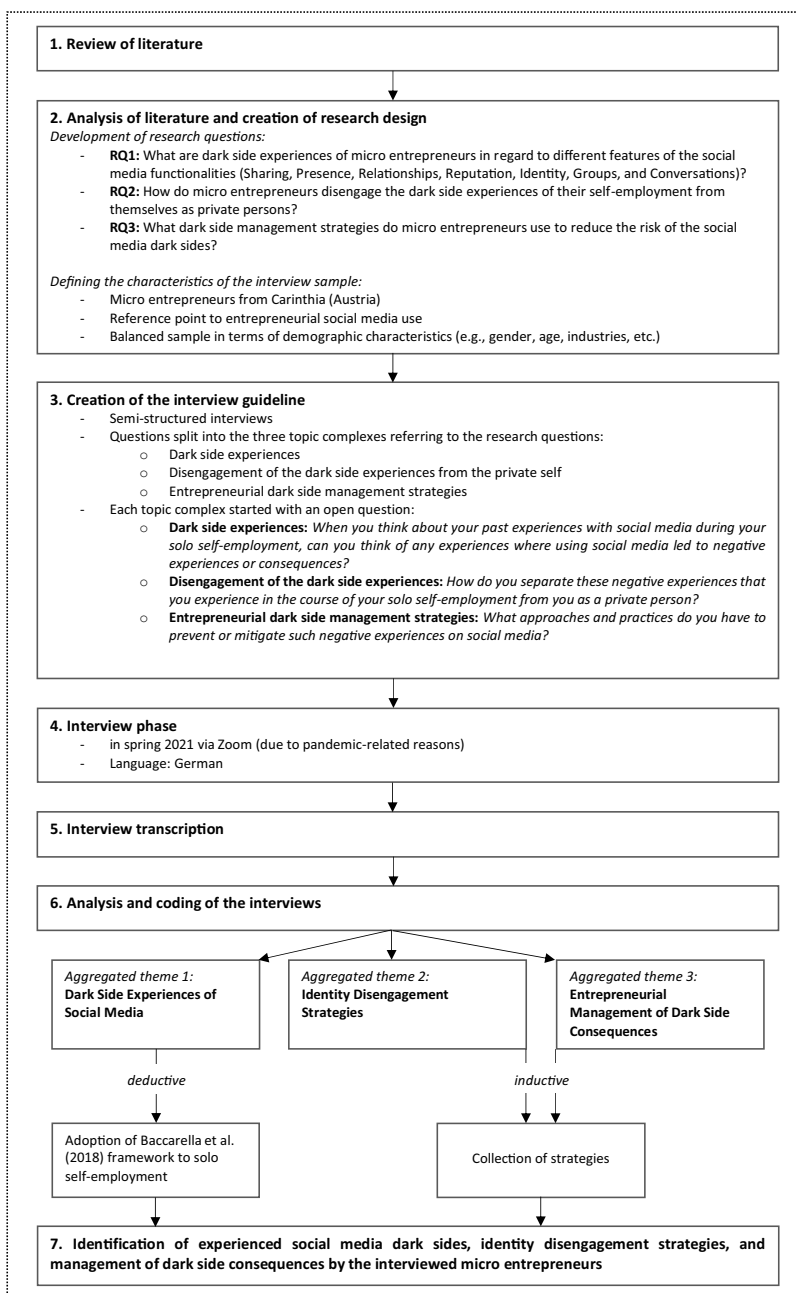 1. Review of literature
2. Analysis of literature and creation of research design
Development of research questions:
- RQ1: What are dark side experiences of micro entrepreneurs in regard to different features of the social
media functionalities (Sharing, Presence, Relationships, Reputation, Identity, Groups, and Conversations)?
- RQ2: How do micro entrepreneurs disengage the dark side experiences of their self-employment from
themselves as private persons?
- RQ3: What dark side management strategies do micro entrepreneurs use to reduce the risk of the social
media dark sides?
Defining the characteristics of the interview sample:
- Micro entrepreneurs from Carinthia (Austria)
- Reference point to entrepreneurial social media use
- Balanced sample in terms of demographic characteristics (e.g., gender, age, industries, etc.)
3. Creation of the interview guideline
- Semi-structured interviews
- Questions split into the three topic complexes referring to the research questions:
o Dark side experiences
o Disengagement of the dark side experiences from the private self
o Entrepreneurial dark side management strategies
- Each topic complex started with an open question:
o Dark side experiences: When you think about your past experiences with social media during your
solo self-employment, can you think of any experiences where using social media led to negative
experiences or consequences?
o Disengagement of the dark side experiences: How do you separate these negative experiences that
you experience in the course of your solo self-employment from you as a private person?
o Entrepreneurial dark side management strategies: What approaches and practices do you have to
prevent or mitigate such negative experiences on social media?
4. Interview phase
- in spring 2021 via Zoom (due to pandemic-related reasons)
- Language: German
5. Interview transcription
6. Analysis and coding of the interviews
Aggregated theme 1:
Dark Side Experiences of
Social Media
Aggregated theme 2:
Identity Disengagement
Strategies
Aggregated theme 3:
Entrepreneurial
Management of Dark Side
Consequences
deductive
inductive
Adoption of Baccarella et al.
(2018) framework to solo
self-employment
Collection of strategies
7. Identification of experienced social media dark sides, identity disengagement strategies, and
management of dark side consequences by the interviewed micro entrepreneurs